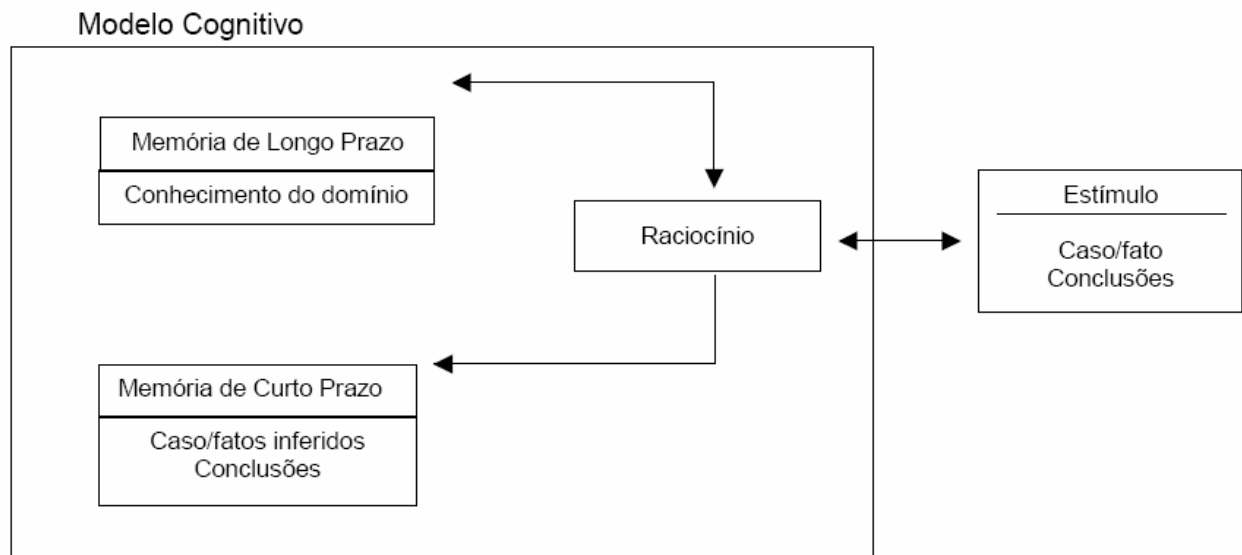 Modelo Cognitivo
Memória de Longo Prazo
Conhecimento do domínio
Raciocínio
Estímulo
Caso/fato
Conclusões
Memória de Curto Prazo
Caso/fatos inferidos
Conclusões